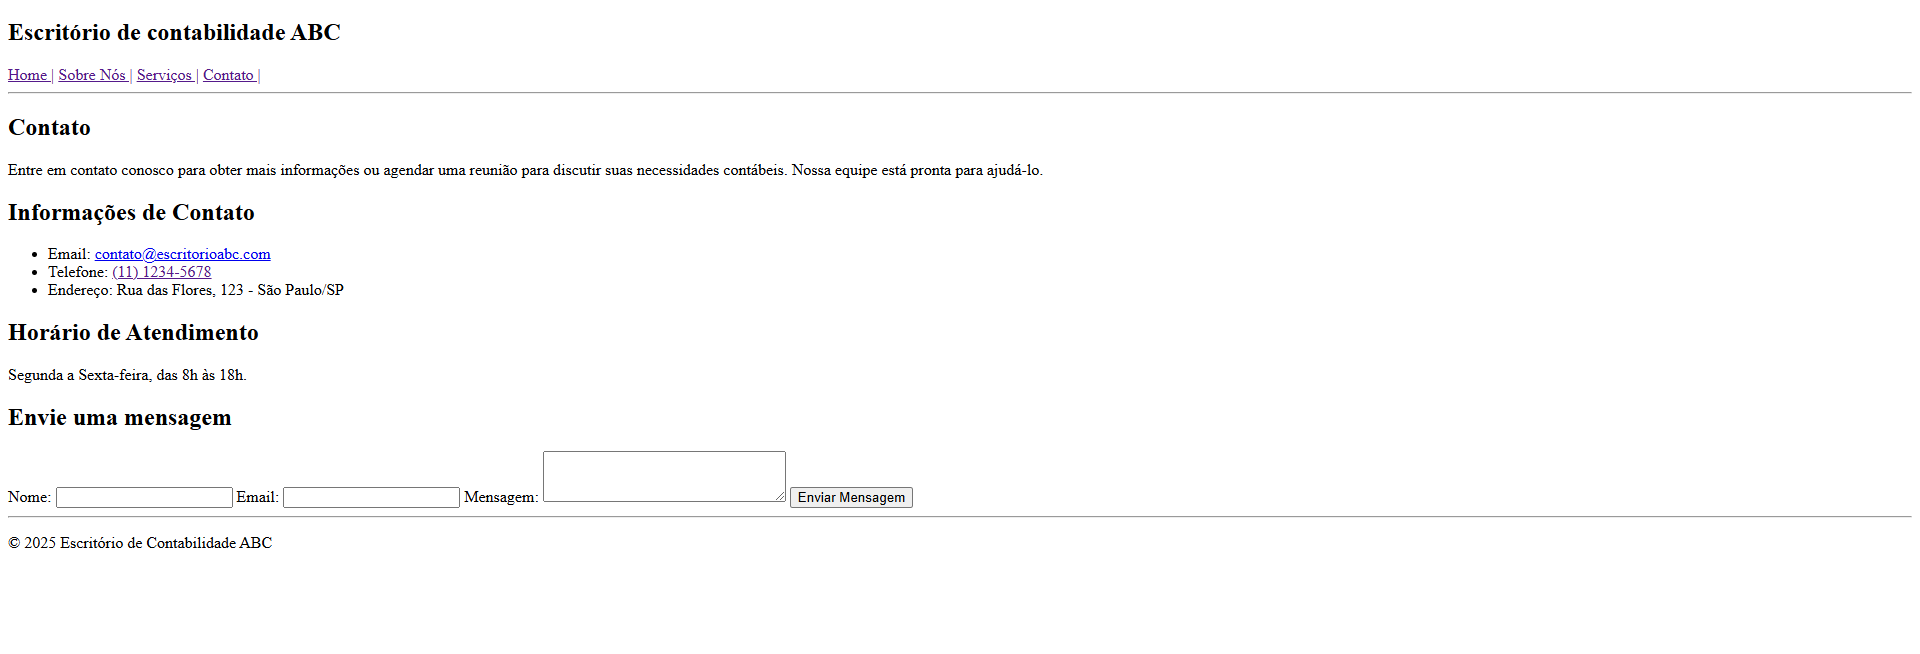 Escritório de contabilidade ABC
Home | Sobre Nós | Serviços | Contato |
Contato
Entre em contato conosco para obter mais informações ou agendar uma reunião para discutir suas necessidades contábeis. Nossa equipe está pronta para ajudá-lo.
Informações de Contato
• Email: contato@escritorioabc.com
• Telefone: (11) 1234-5678
• Endereço: Rua das Flores, 123 - São Paulo/SP
Horário de Atendimento
Segunda a Sexta-feira, das 8h às 18h.
Envie uma mensagem
Nome: Email: Mensagem: Enviar Mensagem
© 2025 Escritório de Contabilidade ABC